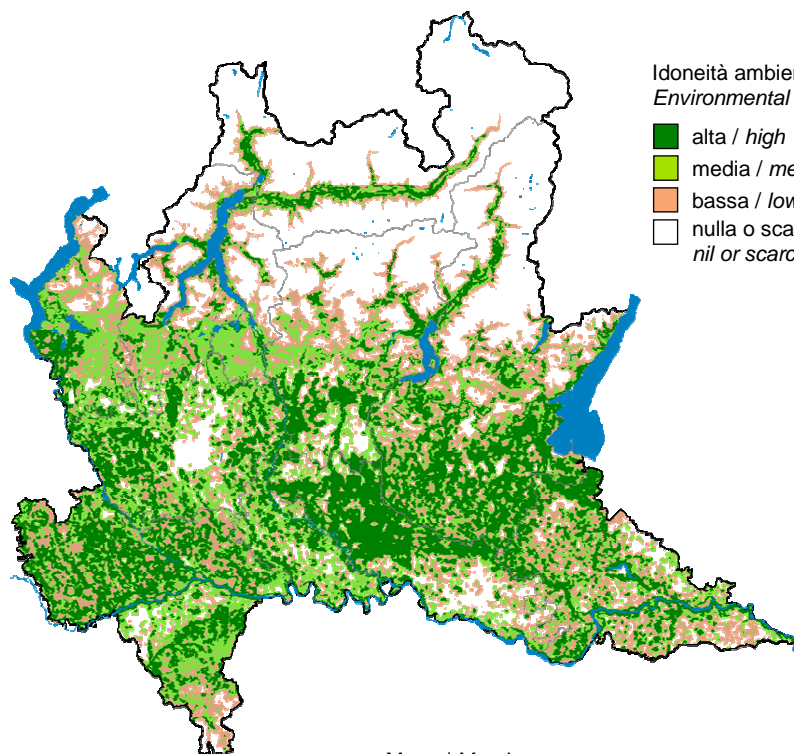 Idoneità ambien
Environmental
alta / high
media / me
bassa / low
nulla o sca
nil or scarc